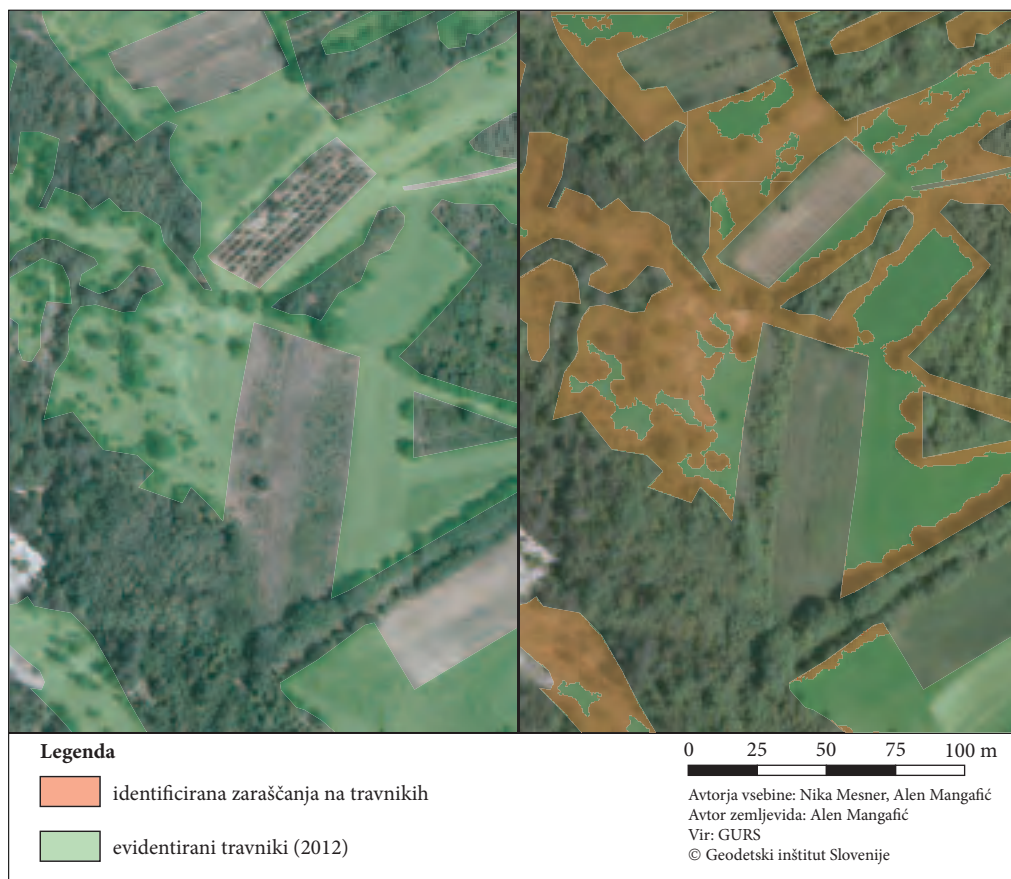 Legenda
identificirana zaraščanja na travnikih
evidentirani travniki (2012)
0 25 50 75 100 m
Avtorja vsebine: Nika Mesner, Alen Mangafić
Avtor zemljevida: Alen Mangafić
Vir: GURS
© Geodetski inštitut Slovenije